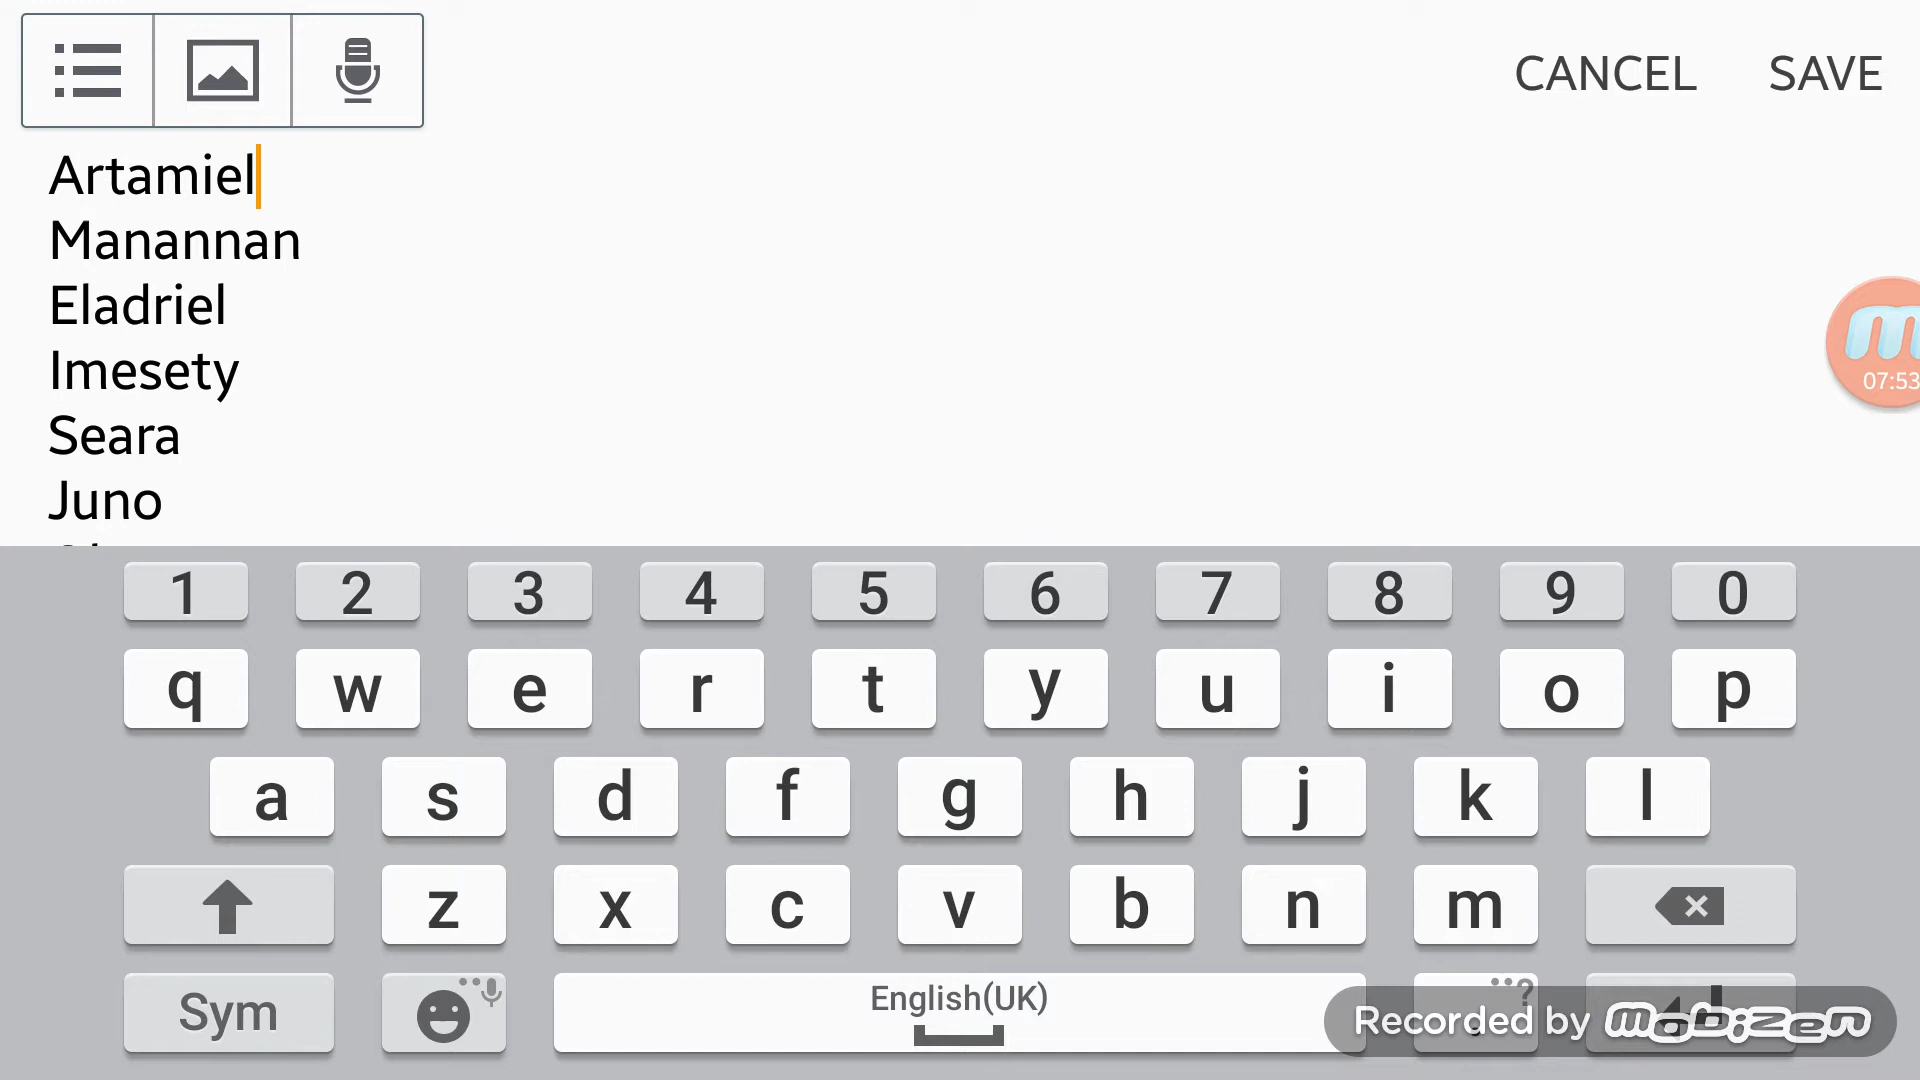 CANCEL SAVE
Artamiel
Manannan
Eladriel
Imesety
Seara
Juno
07:53
1 2 3 4 5 6 7 8 9 0
q w e r t y u i o p
a s d f g h j k l
z x c v b n m
Sym English(UK) . ?
Recorded by mobizen